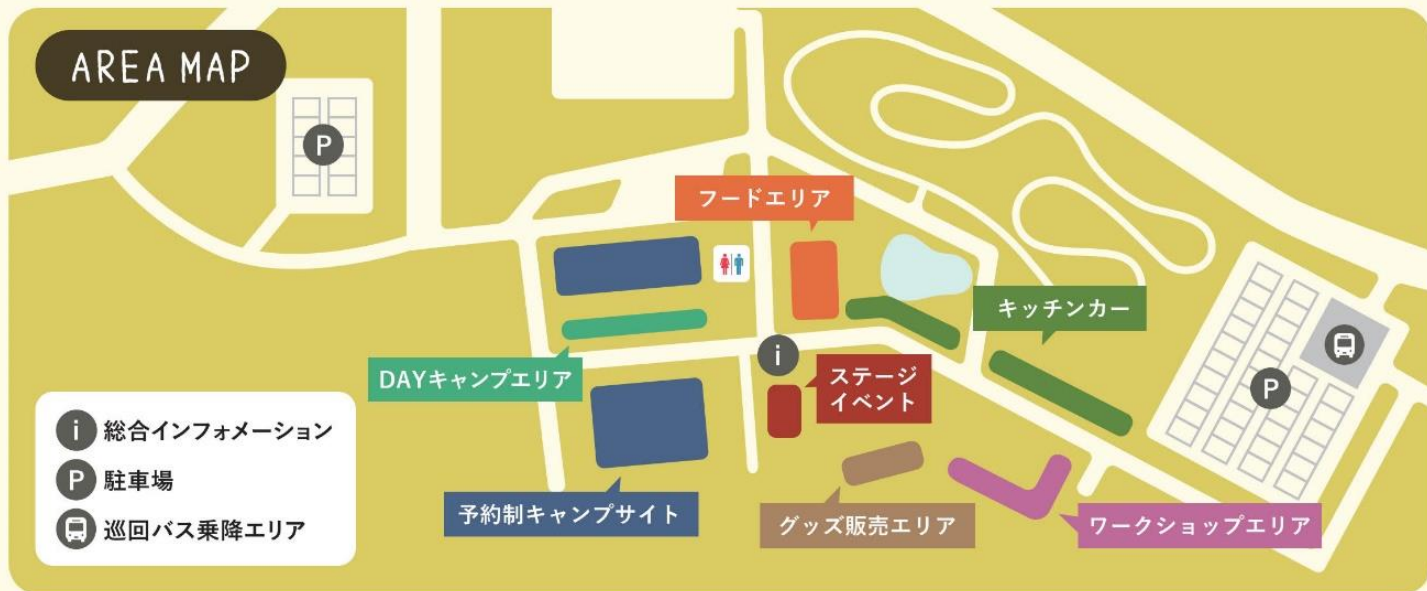 AREA MAP
P
フードエリア
キッチンカー
i
P
DAYキャンプエリア
ステージ
イベント
i 総合インフォメーション
P 駐車場
巡回バス乗降エリア
予約制キャンプサイト
グッズ販売エリア
ワークショップエリア